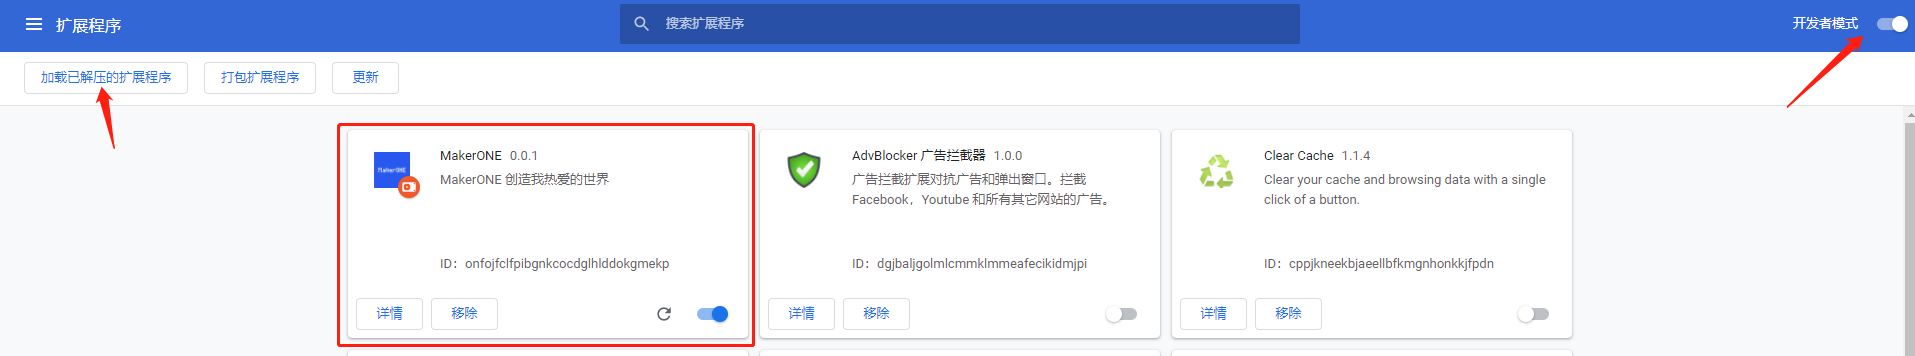 扩展程序
搜索扩展程序
开发者模式
加载已解压的扩展程序
打包扩展程序
更新
MakerONE
MakerONE 0.0.1
MakerONE 创造我热爱的世界
ID：onfojfclfpibgnkcocdglhlddokgmekp
详情
移除
AdvBlocker 广告拦截器 1.0.0
广告拦截扩展对抗广告和弹出窗口。拦截
Facebook，Youtube 和所有其它网站的广告。
ID：dgjbaljgolmlcmmklmmeafecikidmjpi
详情
移除
Clear Cache 1.1.4
Clear your cache and browsing data with a single
click of a button.
ID：cppjkneekbjaeellbfkmgnhonkkjfpdn
详情
移除